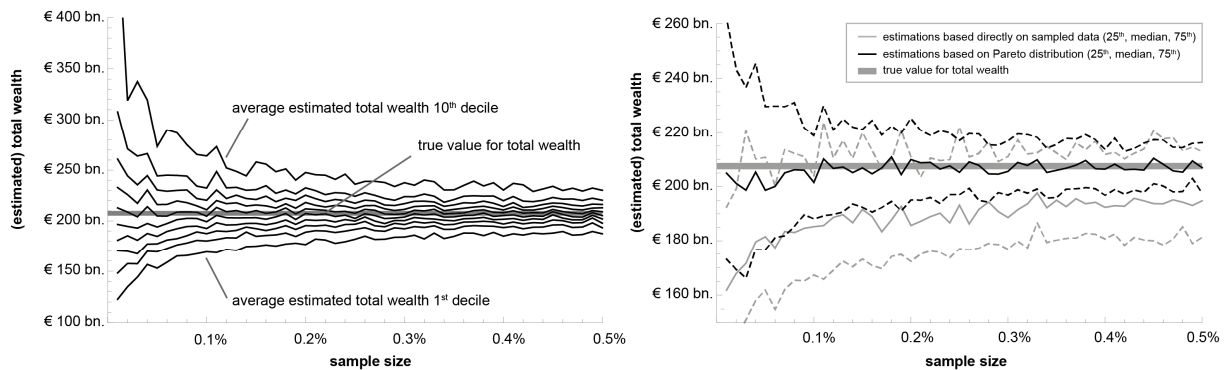 € 400 bn.
€ 350 bn.
€ 300 bn.
€ 250 bn.
€ 200 bn.
€ 150 bn.
€ 100 bn.
(estimated) total wealth
average estimated total wealth 10th decile
true value for total wealth
average estimated total wealth 1st decile
0.1%
0.2%
0.3%
0.4%
0.5%
sample size
€ 260 bn.
€ 240 bn.
€ 220 bn.
€ 200 bn.
€ 180 bn.
€ 160 bn.
(estimated) total wealth
estimations based directly on sampled data (25th, median, 75th)
estimations based on Pareto distribution (25th, median, 75th)
true value for total wealth
0.1%
0.2%
0.3%
0.4%
0.5%
sample size